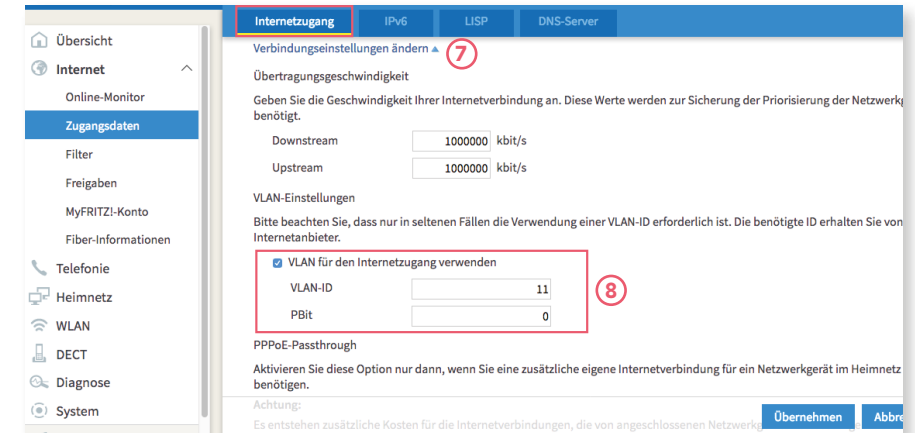 Internetzugang IPv6 LISP DNS-Server
Übersicht
Internet
Online-Monitor
Zugangsdaten
Filter
Freigaben
MyFRITZ!-Konto
Fiber-Informationen
Telefonie
Heimnetz
WLAN
DECT
Diagnose
System
Verbindungseinstellungen ändern
7
Übertragungsgeschwindigkeit
Geben Sie die Geschwindigkeit Ihrer Internetverbindung an. Diese Werte werden zur Sicherung der Priorisierung der
benötigt.
Downstream 1000000 kbit/s
Upstream 1000000 kbit/s
VLAN-Einstellungen
Bitte beachten Sie, dass nur in seltenen Fällen die Verwendung einer VLAN-ID erforderlich ist. Die benötigte ID erhalten Sie von
Internetanbieter.
VLAN für den Internetzugang verwenden
VLAN-ID 11
8
PBit 0
PPPoE-Passthrough
Aktivieren Sie diese Option nur dann, wenn Sie eine zusätzliche eigene Internetverbindung für ein Netzwerkgerät im Heimnetz
benötigen.
Achtung:
Es entstehen zusätzliche Kosten für die Internetverbindungen, die von angeschlossenen
Übernehmen